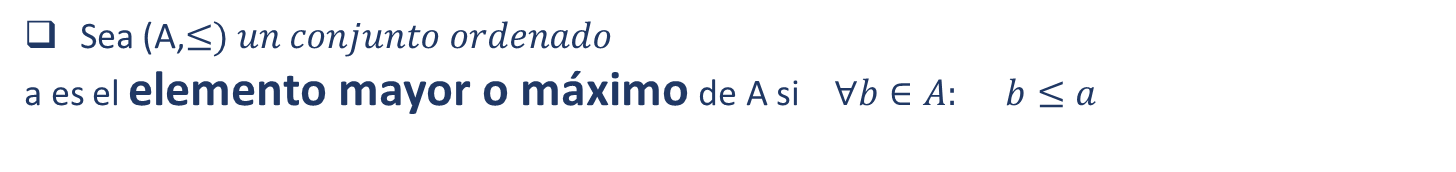 ❑ Sea (A,≤) un conjunto ordenado
a es el elemento mayor o máximo de A si ∀b ∈ A: b ≤ a